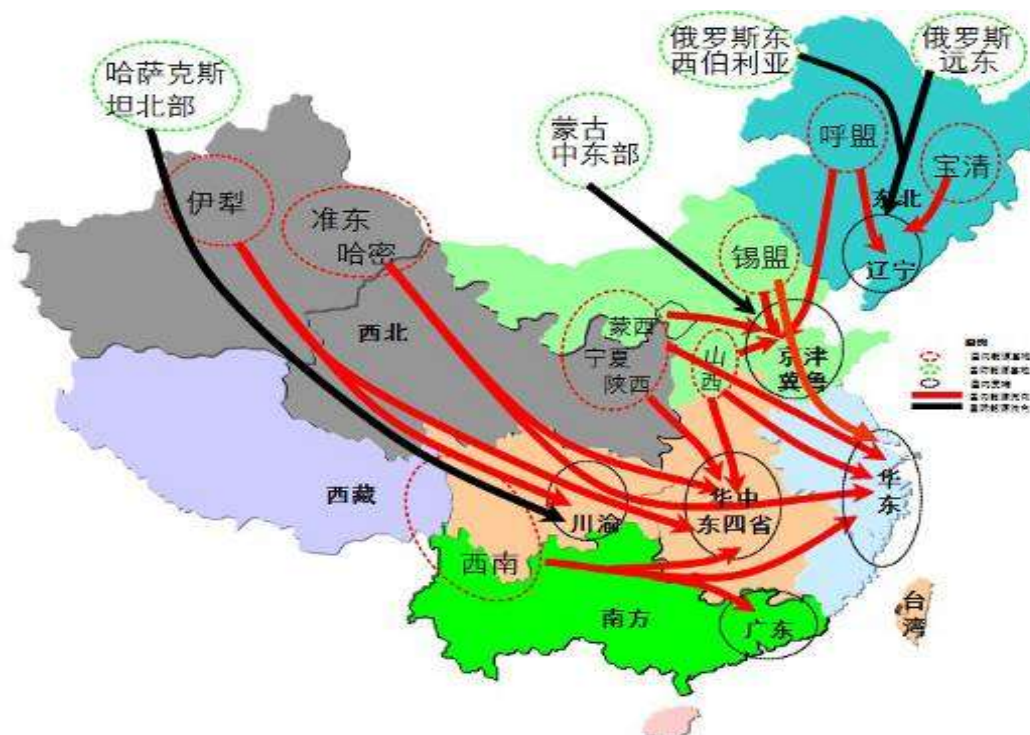 俄罗斯东
西伯利亚
俄罗斯
远东
哈萨克斯
坦北部
蒙古
中东部
呼盟
宝清
东北
伊犁
准东
哈密
锡盟
辽宁
西北
蒙西
宁夏
陕西
山
西
京津
冀鲁
西藏
川渝
华中
东四省
华
东
西南
南方
广东
台
湾